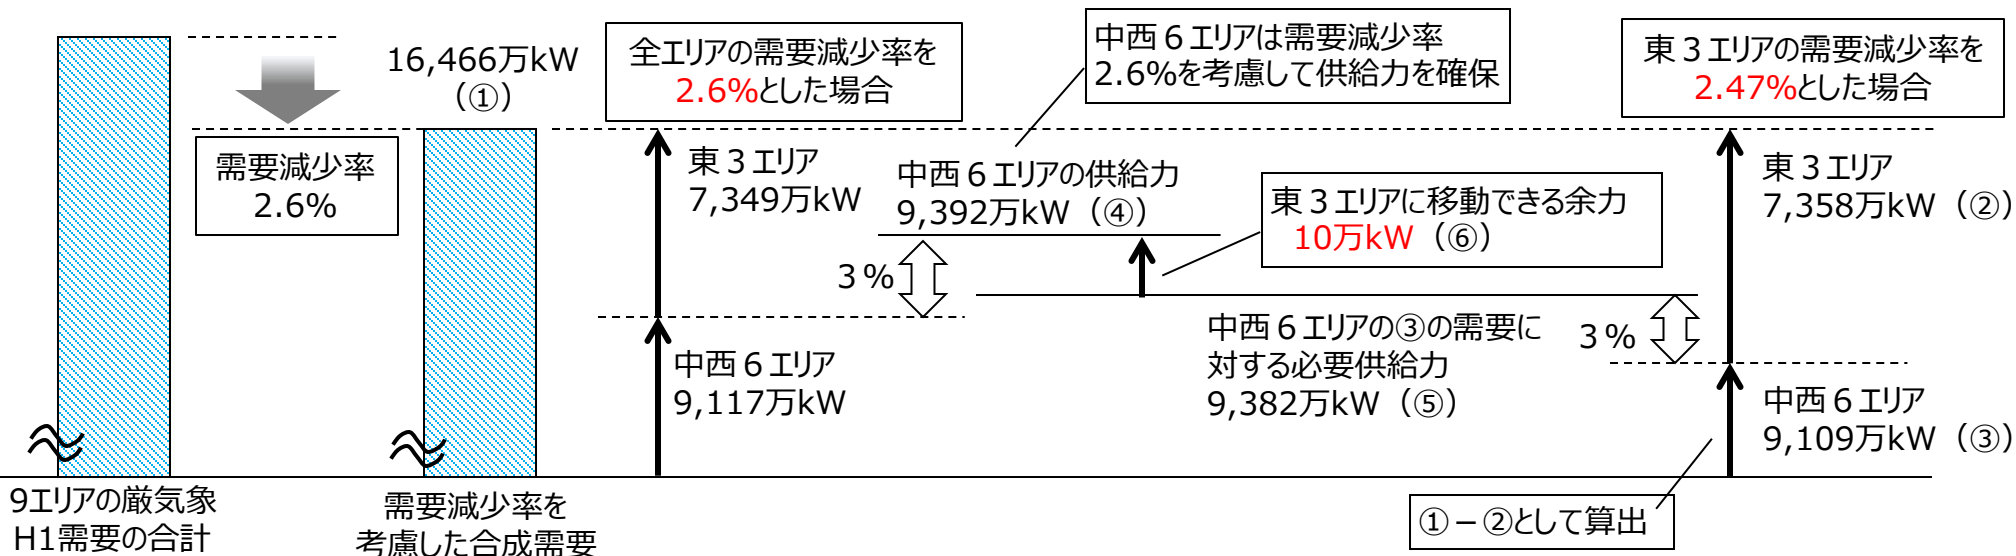 16,466万kW
（①）
需要減少率
2.6%
全エリアの需要減少率を
2.6%とした場合
東３エリア
7,349万kW
中西６エリア
9,117万kW
中西６エリアは需要減少率
2.6%を考慮して供給力を確保
中西６エリアの供給力
9,392万kW（④）
3％
東３エリアに移動できる余力
10万kW（⑥）
中西６エリアの③の需要に
対する必要供給力
9,382万kW（⑤）
3％
東３エリアの需要減少率を
2.47%とした場合
東３エリア
7,358万kW（②）
中西６エリア
9,109万kW（③）
①－②として算出
9エリアの厳気象
H1需要の合計
需要減少率を
考慮した合成需要